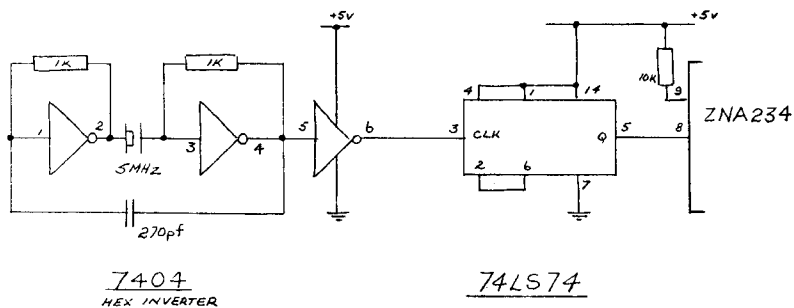 +5v
+5v
1K
1K
10K
4 1 14
9
ZNA234
1 2 3 4 5 6 3 CLK Q 5 8
5MHz
2 6
7
270pf
7404
HEX INVERTER
74LS74